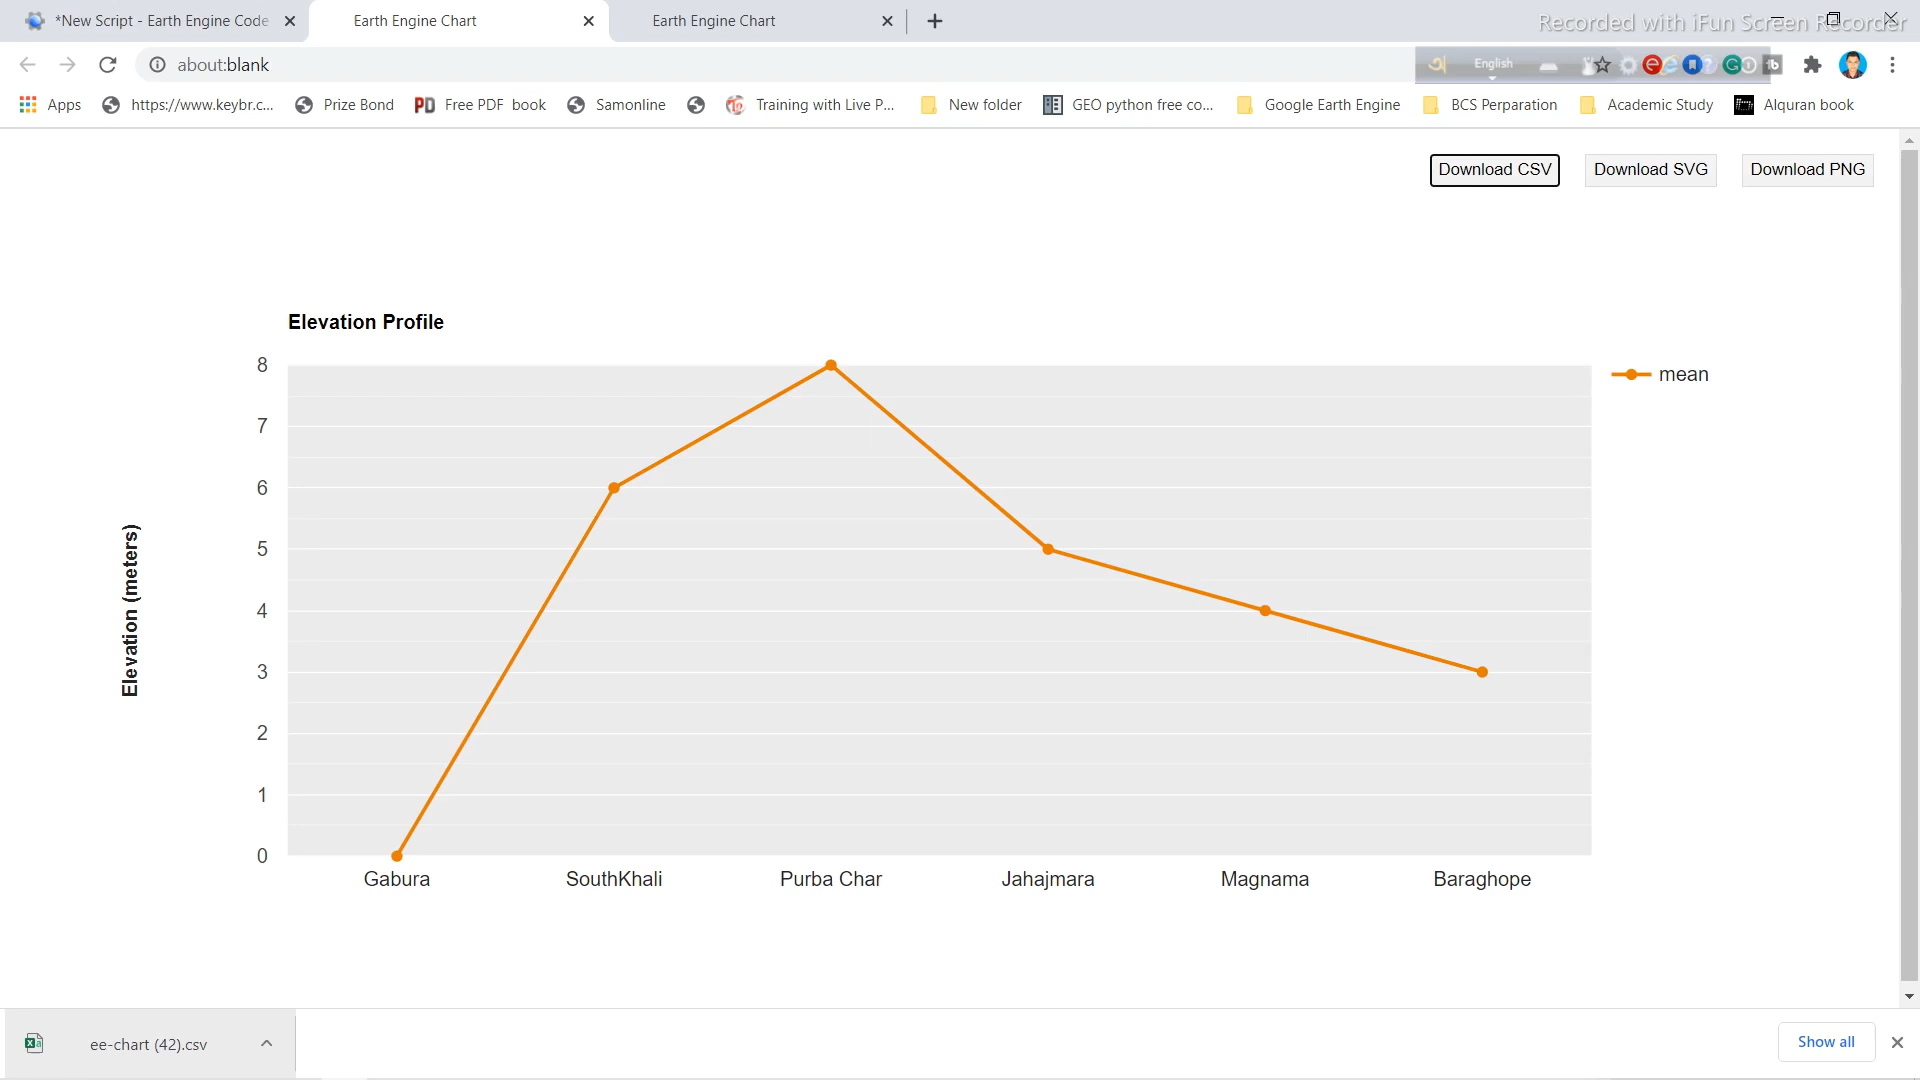 *New Script - Earth Engine Code
Earth Engine Chart
Earth Engine Chart
Recorded with iFun Screen Recorder
about:blank
English
Apps
https://www.keybr.c...
Prize Bond
PD
Free PDF book
Samonline
Training with Live P...
New folder
GEO python free co...
Google Earth Engine
BCS Perparation
Academic Study
Alquran book
Download CSV
Download SVG
Download PNG
Elevation Profile
mean
Elevation (meters)
8
7
6
5
4
3
2
1
0
Gabura
SouthKhali
Purba Char
Jahajmara
Magnama
Baraghope
ee-chart (42).csv
Show all